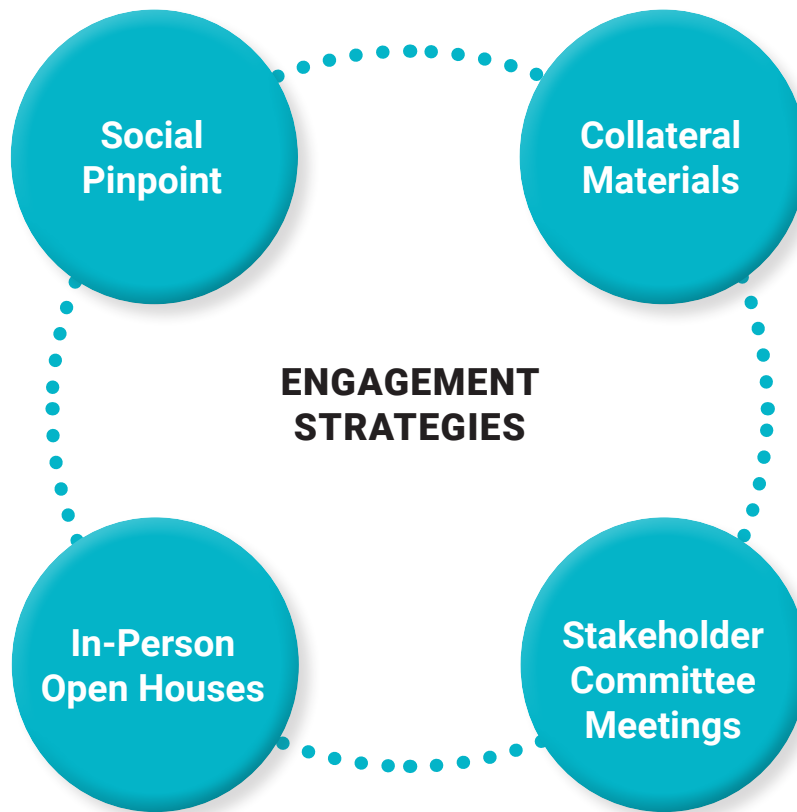 Social
Pinpoint
Collateral
Materials
ENGAGEMENT
STRATEGIES
In-Person
Open Houses
Stakeholder
Committee
Meetings